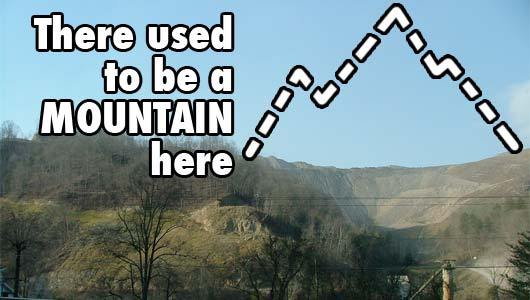 There used
to be a
MOUNTAIN
here